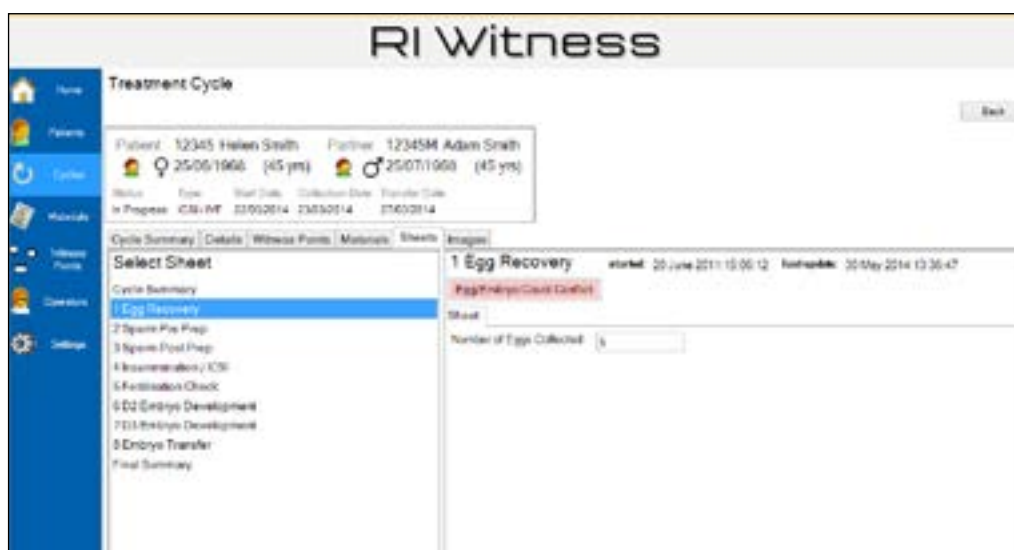 RI Witness
Home
Treatment Cycle
Back
Patients
Patient 12345 Helen Smith Partner 12345M Adam Smith
25/06/1968 (45 yrs) 25/07/1968 (45 yrs)
Cycles
Status Type Start Date Collection Date Transfer Date
In Progress ICSI IVF 22/03/2014 23/03/2014 27/03/2014
Materials
Cycle Summary Details Witness Points Materials Sheets Images
Witness Points
Select Sheet
1 Egg Recovery started: 20 June 2011 15:06:12 last update: 30 May 2014 13:36:47
Cycle Summary
Egg/Embryo Count Conflict
Operators
1 Egg Recovery
Sheet
2 Sperm Pre Prep
Number of Eggs Collected
3 Sperm Post Prep
Settings
4 Insemination / ICSI
5 Fertilisation Check
6 D2 Embryo Development
7 D3 Embryo Development
8 Embryo Transfer
Final Summary